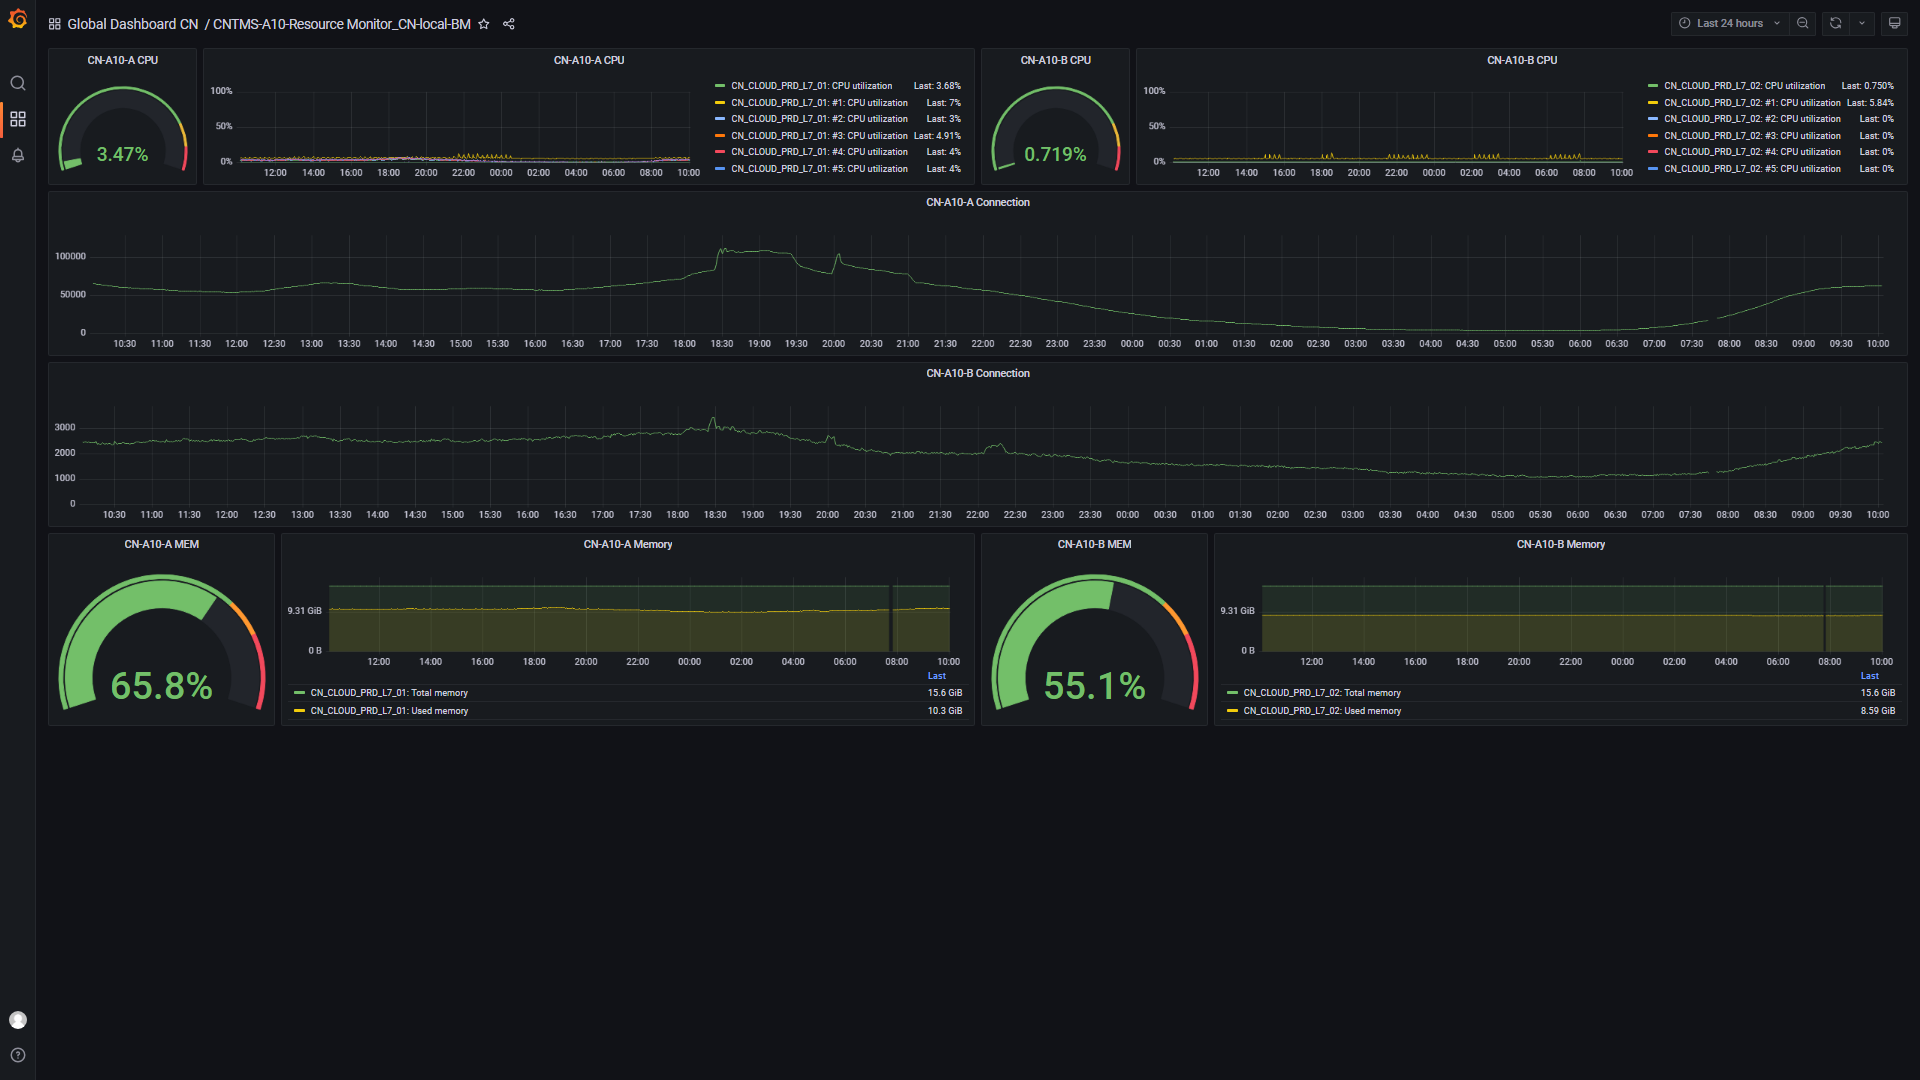 Global Dashboard CN / CNTMS-A10-Resource Monitor_CN-local-BM
Last 24 hours
CN-A10-A CPU
3.47%
CN-A10-A CPU
100%
50%
0%
12:00 14:00 16:00 18:00 20:00 22:00 00:00 02:00 04:00 06:00 08:00 10:00
CN_CLOUD_PRD_L7_01: CPU utilization Last: 3.68%
CN_CLOUD_PRD_L7_01: #1: CPU utilization Last: 7%
CN_CLOUD_PRD_L7_01: #2: CPU utilization Last: 3%
CN_CLOUD_PRD_L7_01: #3: CPU utilization Last: 4.91%
CN_CLOUD_PRD_L7_01: #4: CPU utilization Last: 4%
CN_CLOUD_PRD_L7_01: #5: CPU utilization Last: 4%
CN-A10-B CPU
0.719%
CN-A10-B CPU
100%
50%
0%
12:00 14:00 16:00 18:00 20:00 22:00 00:00 02:00 04:00 06:00 08:00 10:00
CN_CLOUD_PRD_L7_02: CPU utilization Last: 0.750%
CN_CLOUD_PRD_L7_02: #1: CPU utilization Last: 5.84%
CN_CLOUD_PRD_L7_02: #2: CPU utilization Last: 0%
CN_CLOUD_PRD_L7_02: #3: CPU utilization Last: 0%
CN_CLOUD_PRD_L7_02: #4: CPU utilization Last: 0%
CN_CLOUD_PRD_L7_02: #5: CPU utilization Last: 0%
CN-A10-A Connection
100000
50000
0
10:30 11:00 11:30 12:00 12:30 13:00 13:30 14:00 14:30 15:00 15:30 16:00 16:30 17:00 17:30 18:00 18:30 19:00 19:30 20:00 20:30 21:00 21:30 22:00 22:30 23:00 23:30 00:00 00:30 01:00 01:30 02:00 02:30 03:00 03:30 04:00 04:30 05:00 05:30 06:00 06:30 07:00 07:30 08:00 08:30 09:00 09:30 10:00
CN-A10-B Connection
3000
2000
1000
0
10:30 11:00 11:30 12:00 12:30 13:00 13:30 14:00 14:30 15:00 15:30 16:00 16:30 17:00 17:30 18:00 18:30 19:00 19:30 20:00 20:30 21:00 21:30 22:00 22:30 23:00 23:30 00:00 00:30 01:00 01:30 02:00 02:30 03:00 03:30 04:00 04:30 05:00 05:30 06:00 06:30 07:00 07:30 08:00 08:30 09:00 09:30 10:00
CN-A10-A MEM
65.8%
CN-A10-A Memory
9.31 GiB
0 B
12:00 14:00 16:00 18:00 20:00 22:00 00:00 02:00 04:00 06:00 08:00 10:00
Last
CN_CLOUD_PRD_L7_01: Total memory 15.6 GiB
CN_CLOUD_PRD_L7_01: Used memory 10.3 GiB
CN-A10-B MEM
55.1%
CN-A10-B Memory
9.31 GiB
0 B
12:00 14:00 16:00 18:00 20:00 22:00 00:00 02:00 04:00 06:00 08:00 10:00
Last
CN_CLOUD_PRD_L7_02: Total memory 15.6 GiB
CN_CLOUD_PRD_L7_02: Used memory 8.59 GiB